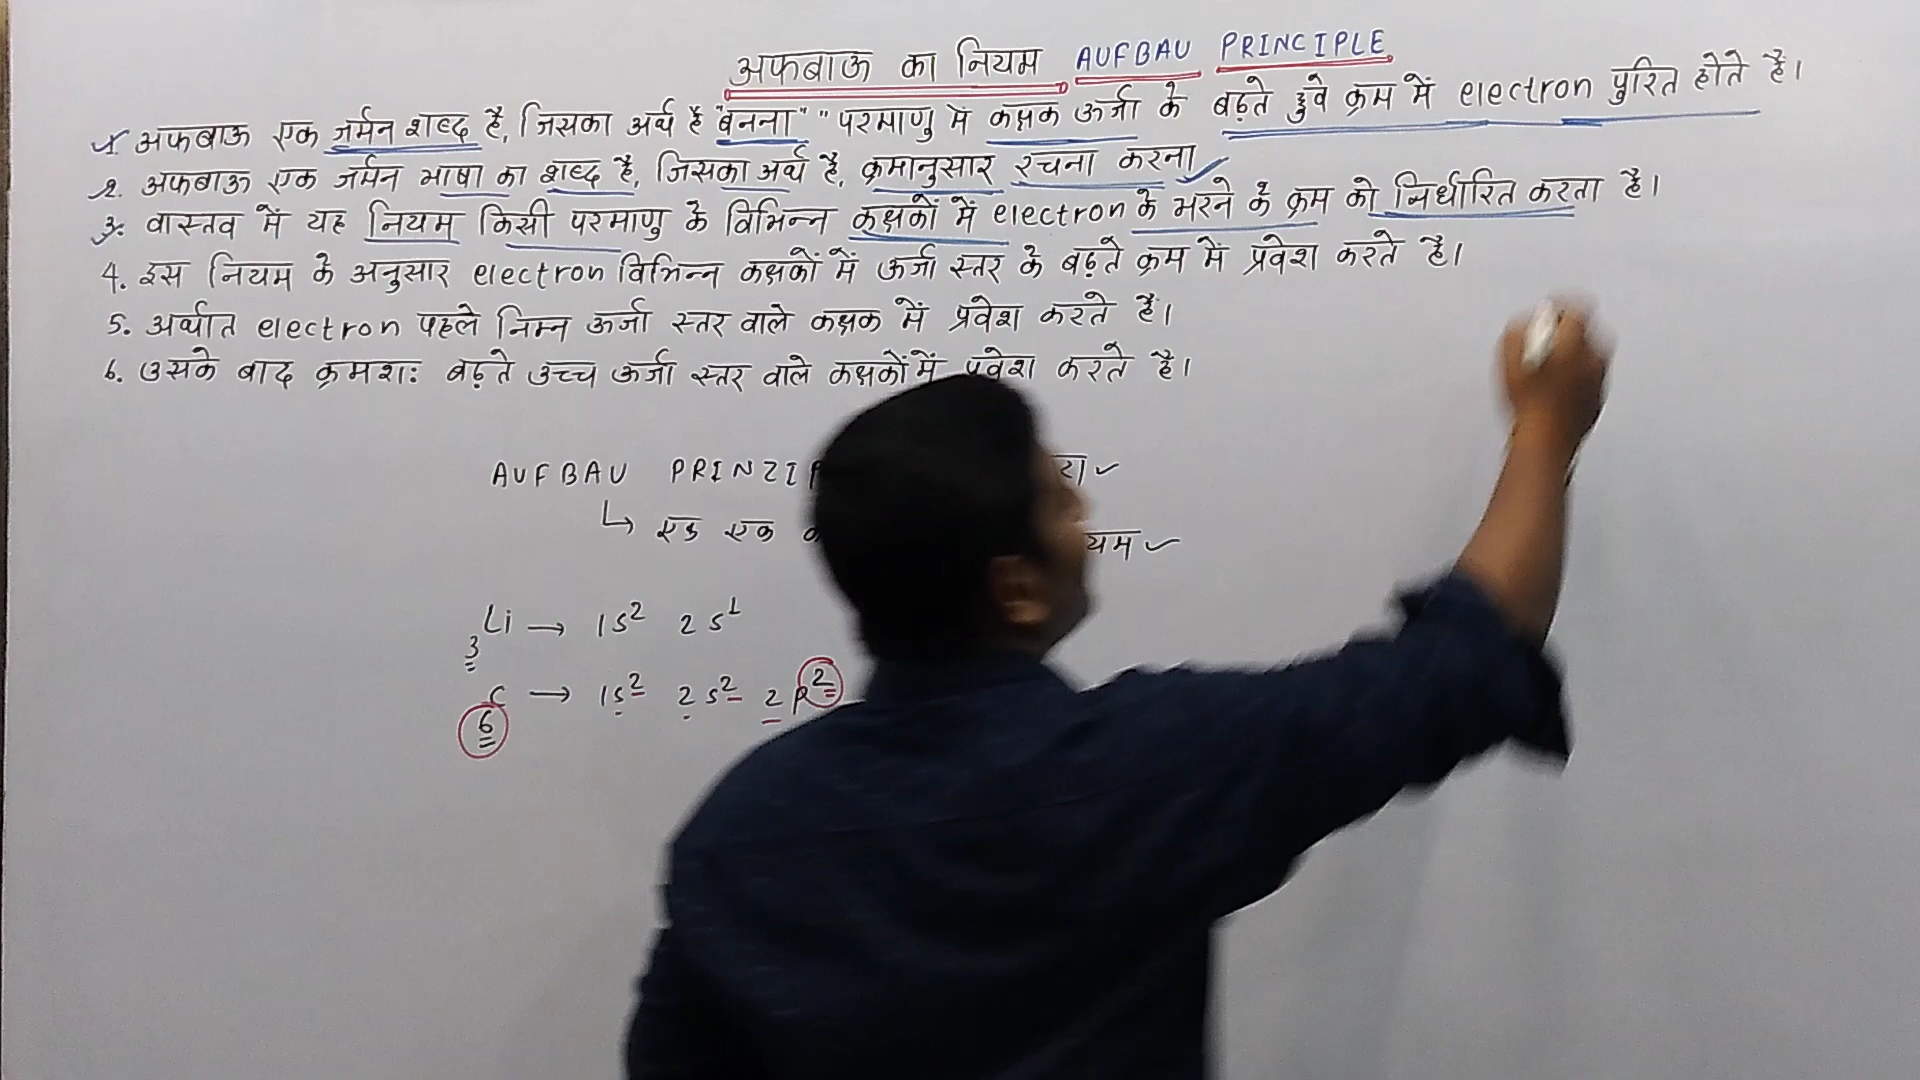 अफबाऊ का नियम AUFBAU PRINCIPLE
1. अफबाऊ एक जर्मन शब्द है, जिसका अर्थ है "बनना" "परमाणु में कक्षक ऊर्जा के बढ़ते हुवे क्रम में electron पुरित होते है।
2. अफबाऊ एक जर्मन भाषा का शब्द है, जिसका अर्थ है, क्रमानुसार रचना करना
3. वास्तव में यह नियम किसी परमाणु के विभिन्न कक्षकों में electron के भरने के क्रम को निर्धारित करता है।
4. इस नियम के अनुसार electron विभिन्न कक्षकों में ऊर्जा स्तर के बढ़ते क्रम में प्रवेश करते है।
5. अर्थात electron पहले निम्न ऊर्जा स्तर वाले कक्षक में प्रवेश करते है।
6. उसके बाद क्रमशः बढ़ते उच्च ऊर्जा स्तर वाले कक्षकों में प्रवेश करते है।
AUFBAU ✓
↳ एक एक ✓
₃Li → 1s² 2s¹
₆C → 1s² 2s² 2p²